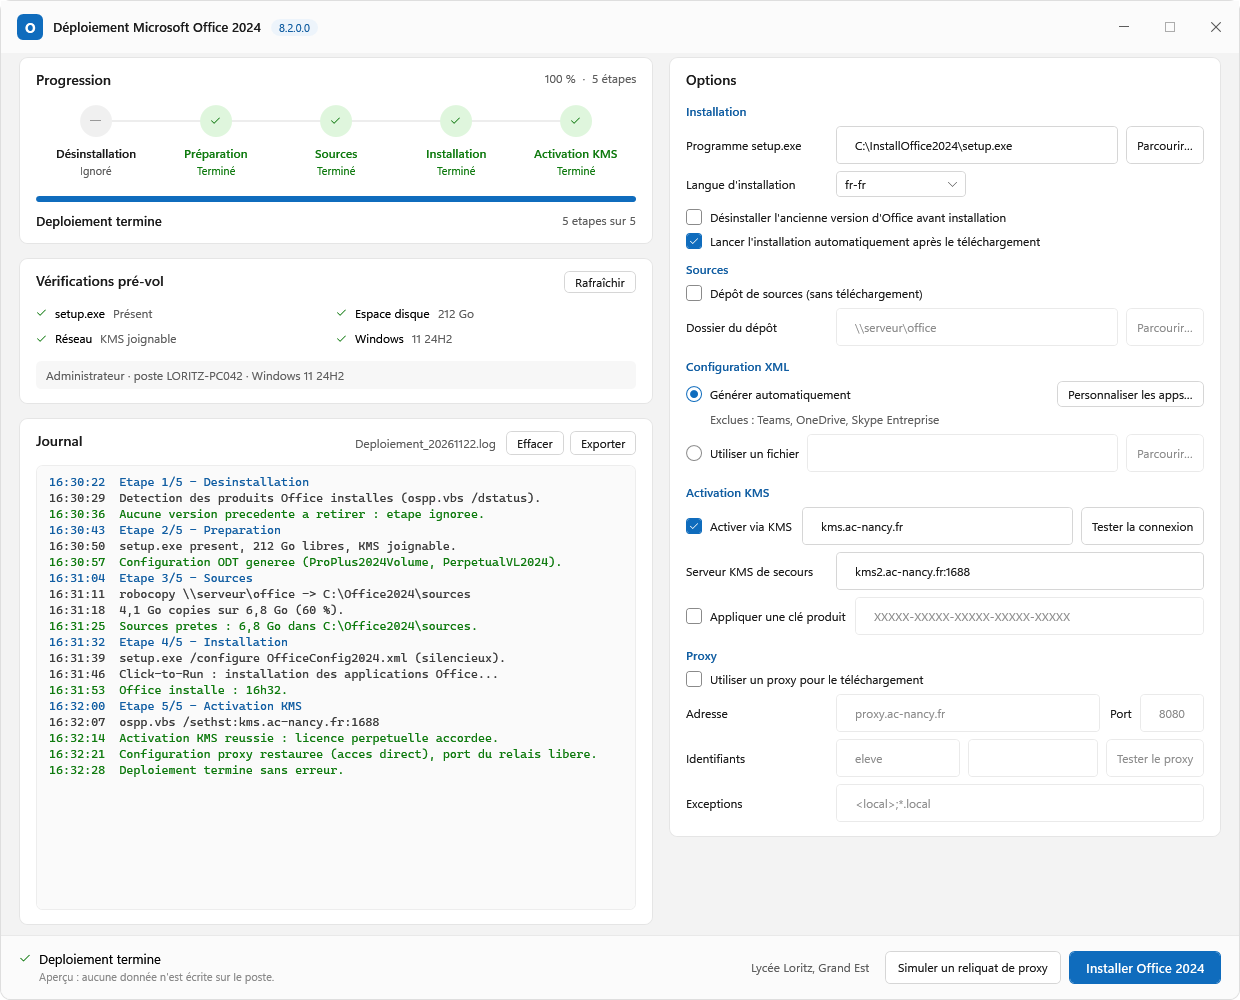 O Déploiement Microsoft Office 2024 8.2.0.0
Progression
100 % · 5 étapes
Désinstallation
Ignoré
Préparation
Terminé
Sources
Terminé
Installation
Terminé
Activation KMS
Terminé
Deploiement termine
5 etapes sur 5
Vérifications pré-vol
Rafraîchir
setup.exe Présent
Espace disque 212 Go
Réseau KMS joignable
Windows 11 24H2
Administrateur · poste LORITZ-PC042 · Windows 11 24H2
Journal
Deploiement_20261122.log
Effacer
Exporter
16:30:22 Etape 1/5 - Desinstallation
16:30:29 Detection des produits Office installes (ospp.vbs /dstatus).
16:30:36 Aucune version precedente a retirer : etape ignoree.
16:30:43 Etape 2/5 - Preparation
16:30:50 setup.exe present, 212 Go libres, KMS joignable.
16:30:57 Configuration ODT generee (ProPlus2024Volume, PerpetualVL2024).
16:31:04 Etape 3/5 - Sources
16:31:11 robocopy \\serveur\office -> C:\Office2024\sources
16:31:18 4,1 Go copies sur 6,8 Go (60 %).
16:31:25 Sources pretes : 6,8 Go dans C:\Office2024\sources.
16:31:32 Etape 4/5 - Installation
16:31:39 setup.exe /configure OfficeConfig2024.xml (silencieux).
16:31:46 Click-to-Run : installation des applications Office...
16:31:53 Office installe : 16h32.
16:32:00 Etape 5/5 - Activation KMS
16:32:07 ospp.vbs /sethst:kms.ac-nancy.fr:1688
16:32:14 Activation KMS reussie : licence perpetuelle accordee.
16:32:21 Configuration proxy restauree (acces direct), port du relais libere.
16:32:28 Deploiement termine sans erreur.
Options
Installation
Programme setup.exe
C:\InstallOffice2024\setup.exe
Parcourir...
Langue d'installation
fr-fr
Désinstaller l'ancienne version d'Office avant installation
Lancer l'installation automatiquement après le téléchargement
Sources
Dépôt de sources (sans téléchargement)
Dossier du dépôt
\\serveur\office
Parcourir...
Configuration XML
Générer automatiquement
Personnaliser les apps...
Exclues : Teams, OneDrive, Skype Entreprise
Utiliser un fichier
Parcourir...
Activation KMS
Activer via KMS
kms.ac-nancy.fr
Tester la connexion
Serveur KMS de secours
kms2.ac-nancy.fr:1688
Appliquer une clé produit
XXXXX-XXXXX-XXXXX-XXXXX-XXXXX
Proxy
Utiliser un proxy pour le téléchargement
Adresse
proxy.ac-nancy.fr
Port
8080
Identifiants
eleve
Tester le proxy
Exceptions
<local>;*.local
Deploiement termine
Aperçu : aucune donnée n'est écrite sur le poste.
Lycée Loritz, Grand Est
Simuler un reliquat de proxy
Installer Office 2024